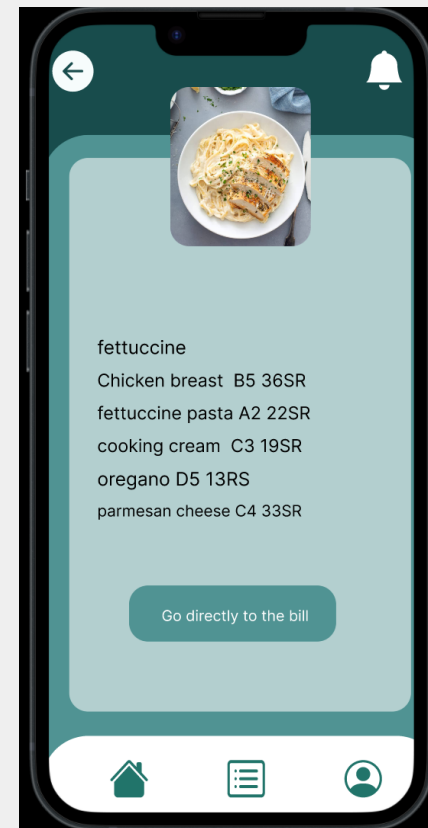 fettuccine
Chicken breast  B5 36SR
fettuccine pasta A2 22SR
cooking cream  C3 19SR
oregano D5 13RS
parmesan cheese C4 33SR
Go directly to the bill